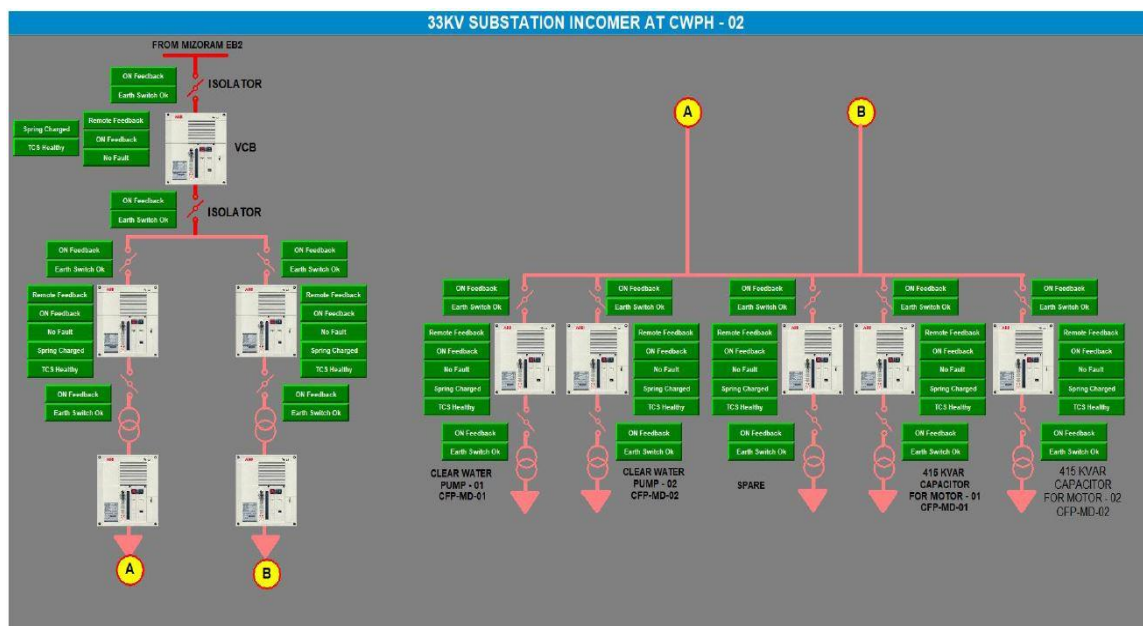 33KV SUBSTATION INCOMER AT CWPH - 02
FROM MIZORAM EB2
ON Feedback
Earth Switch Ok
ISOLATOR
Spring Charged
TCS Healthy
Remote Feedback
ON Feedback
No Fault
ABB
VCB
ON Feedback
Earth Switch Ok
ISOLATOR
ON Feedback
Earth Switch Ok
ON Feedback
Earth Switch Ok
Remote Feedback
ON Feedback
No Fault
Spring Charged
TCS Healthy
ABB
ABB
Remote Feedback
ON Feedback
No Fault
Spring Charged
TCS Healthy
ON Feedback
Earth Switch Ok
ON Feedback
Earth Switch Ok
ABB
ABB
A
B
A
B
ON Feedback
Earth Switch Ok
ON Feedback
Earth Switch Ok
ON Feedback
Earth Switch Ok
ON Feedback
Earth Switch Ok
ON Feedback
Earth Switch Ok
Remote Feedback
ON Feedback
No Fault
Spring Charged
TCS Healthy
ABB
ABB
Remote Feedback
ON Feedback
No Fault
Spring Charged
TCS Healthy
Remote Feedback
ON Feedback
No Fault
Spring Charged
TCS Healthy
ABB
ABB
Remote Feedback
ON Feedback
No Fault
Spring Charged
TCS Healthy
ABB
Remote Feedback
ON Feedback
No Fault
Spring Charged
TCS Healthy
ON Feedback
Earth Switch Ok
ON Feedback
Earth Switch Ok
ON Feedback
Earth Switch Ok
ON Feedback
Earth Switch Ok
ON Feedback
Earth Switch Ok
CLEAR WATER
PUMP - 01
CFP-MD-01
CLEAR WATER
PUMP - 02
CFP-MD-02
SPARE
415 KVAR
CAPACITOR
FOR MOTOR - 01
CFP-MD-01
415 KVAR
CAPACITOR
FOR MOTOR - 02
CFP-MD-02